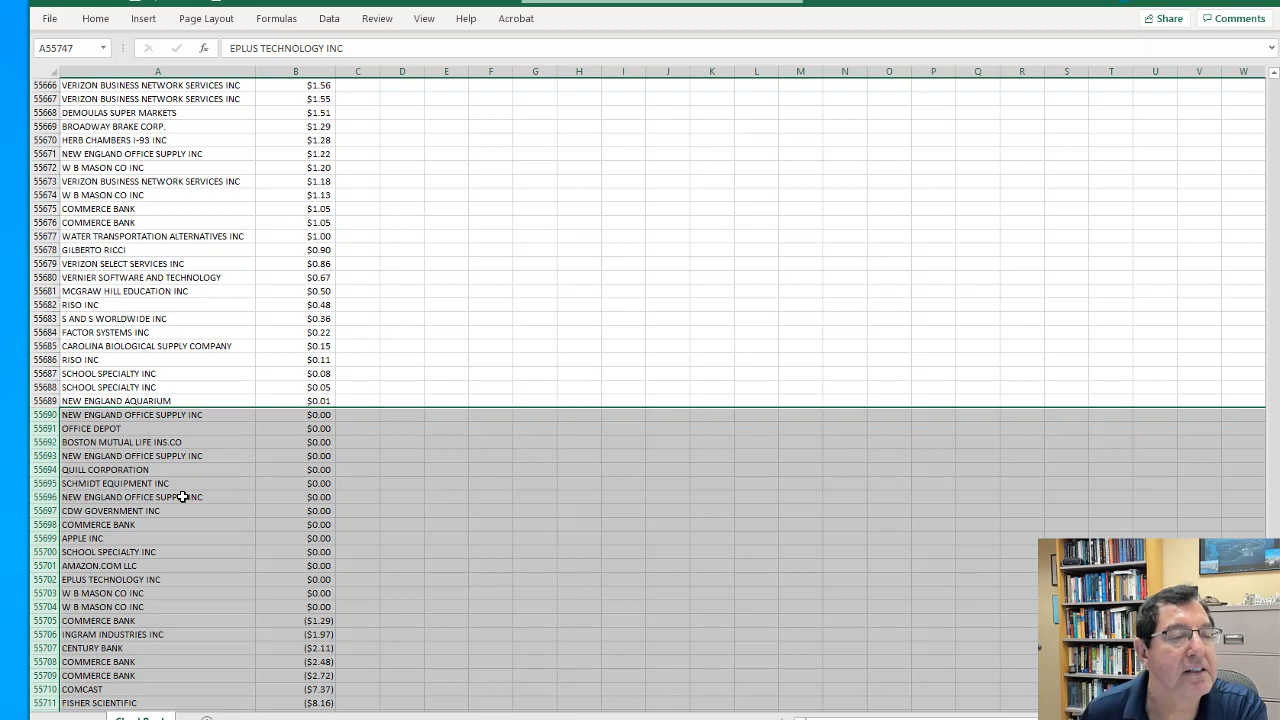 File Home Insert Page Layout Formulas Data Review View Help Acrobat Share Comments
A55747 fx EPLUS TECHNOLOGY INC
A B C D E F G H I J K L M N O P Q R S T U V W
55666 VERIZON BUSINESS NETWORK SERVICES INC $1.56
55667 VERIZON BUSINESS NETWORK SERVICES INC $1.55
55668 DEMOULAS SUPER MARKETS $1.51
55669 BROADWAY BRAKE CORP. $1.29
55670 HERB CHAMBERS I-93 INC $1.28
55671 NEW ENGLAND OFFICE SUPPLY INC $1.22
55672 W B MASON CO INC $1.20
55673 VERIZON BUSINESS NETWORK SERVICES INC $1.18
55674 W B MASON CO INC $1.13
55675 COMMERCE BANK $1.05
55676 COMMERCE BANK $1.05
55677 WATER TRANSPORTATION ALTERNATIVES INC $1.00
55678 GILBERTO RICCI $0.90
55679 VERIZON SELECT SERVICES INC $0.86
55680 VERNIER SOFTWARE AND TECHNOLOGY $0.67
55681 MCGRAW HILL EDUCATION INC $0.50
55682 RISO INC $0.48
55683 S AND S WORLDWIDE INC $0.36
55684 FACTOR SYSTEMS INC $0.22
55685 CAROLINA BIOLOGICAL SUPPLY COMPANY $0.15
55686 RISO INC $0.11
55687 SCHOOL SPECIALTY INC $0.08
55688 SCHOOL SPECIALTY INC $0.05
55689 NEW ENGLAND AQUARIUM $0.01
55690 NEW ENGLAND OFFICE SUPPLY INC $0.00
55691 OFFICE DEPOT $0.00
55692 BOSTON MUTUAL LIFE INS.CO $0.00
55693 NEW ENGLAND OFFICE SUPPLY INC $0.00
55694 QUILL CORPORATION $0.00
55695 SCHMIDT EQUIPMENT INC $0.00
55696 NEW ENGLAND OFFICE SUPPLY INC $0.00
55697 CDW GOVERNMENT INC $0.00
55698 COMMERCE BANK $0.00
55699 APPLE INC $0.00
55700 SCHOOL SPECIALTY INC $0.00
55701 AMAZON.COM LLC $0.00
55702 EPLUS TECHNOLOGY INC $0.00
55703 W B MASON CO INC $0.00
55704 W B MASON CO INC $0.00
55705 COMMERCE BANK ($1.29)
55706 INGRAM INDUSTRIES INC ($1.97)
55707 CENTURY BANK ($2.11)
55708 COMMERCE BANK ($2.48)
55709 COMMERCE BANK ($2.72)
55710 COMCAST ($7.37)
55711 FISHER SCIENTIFIC ($8.16)